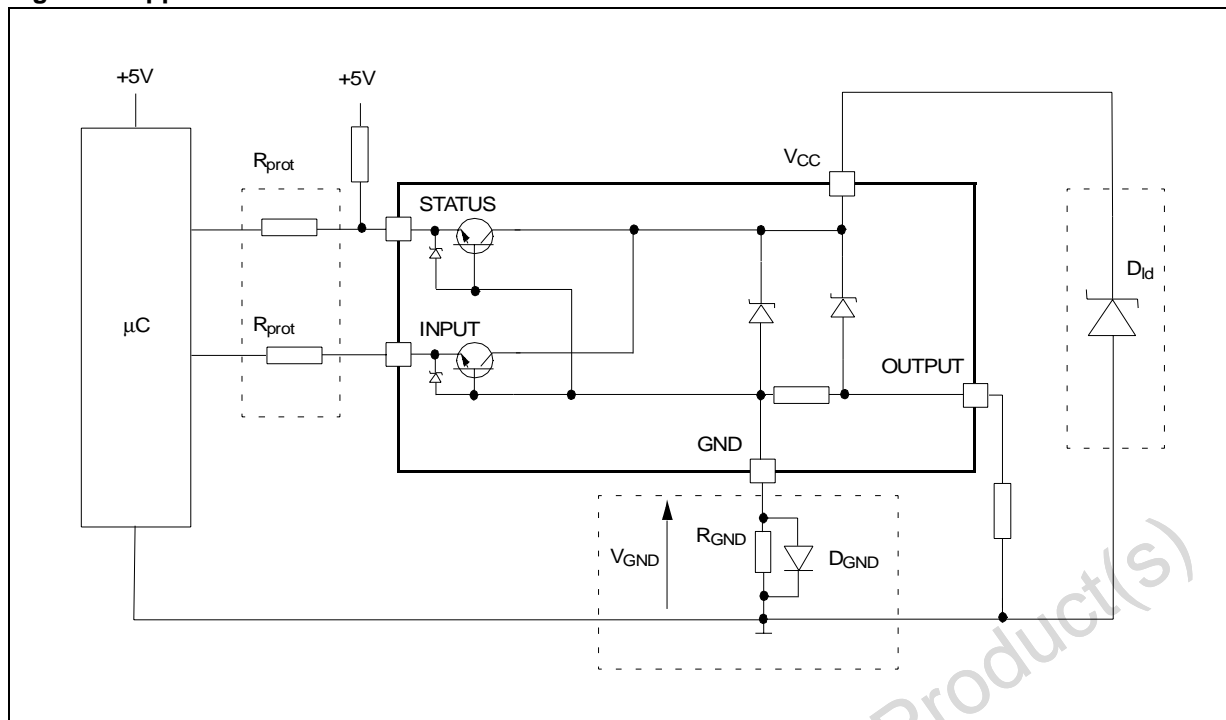 +5V
+5V
R_prot
V_CC
STATUS
D_ld
μC
R_prot
INPUT
OUTPUT
GND
V_GND
R_GND
D_GND
Product(s)